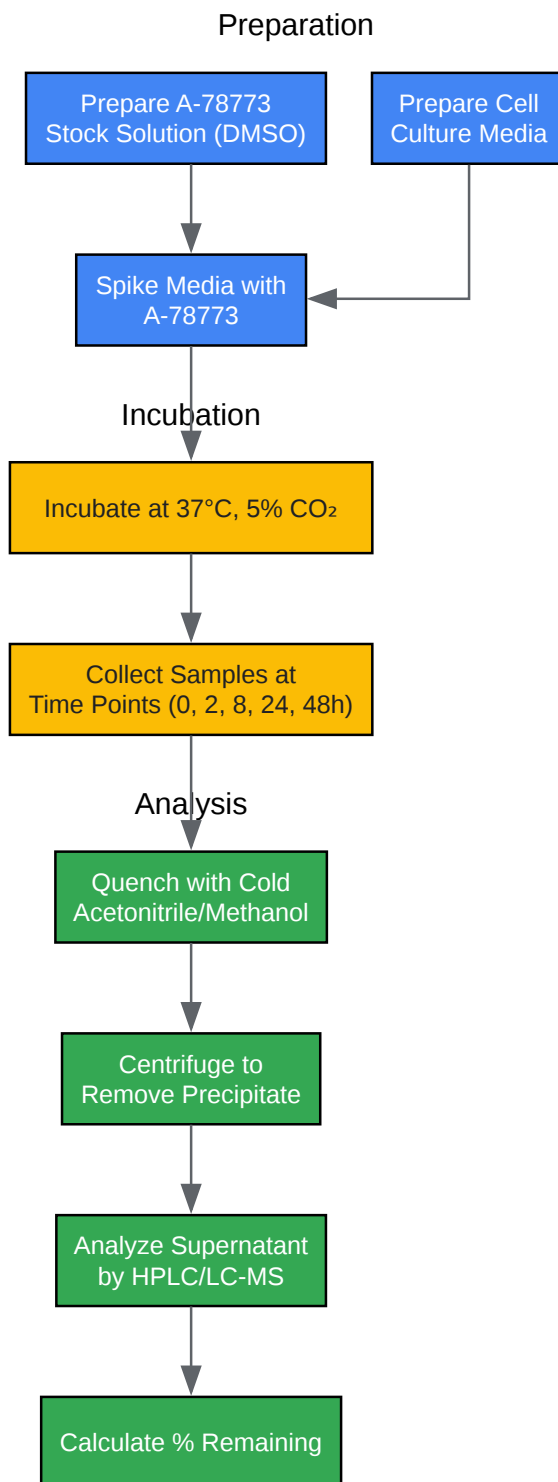 Preparation
Prepare A-78773
Stock Solution (DMSO)
Prepare Cell
Culture Media
Spike Media with
A-78773
Incubation
Incubate at 37°C, 5% CO₂
Collect Samples at
Time Points (0, 2, 8, 24, 48h)
Analysis
Quench with Cold
Acetonitrile/Methanol
Centrifuge to
Remove Precipitate
Analyze Supernatant
by HPLC/LC-MS
Calculate % Remaining